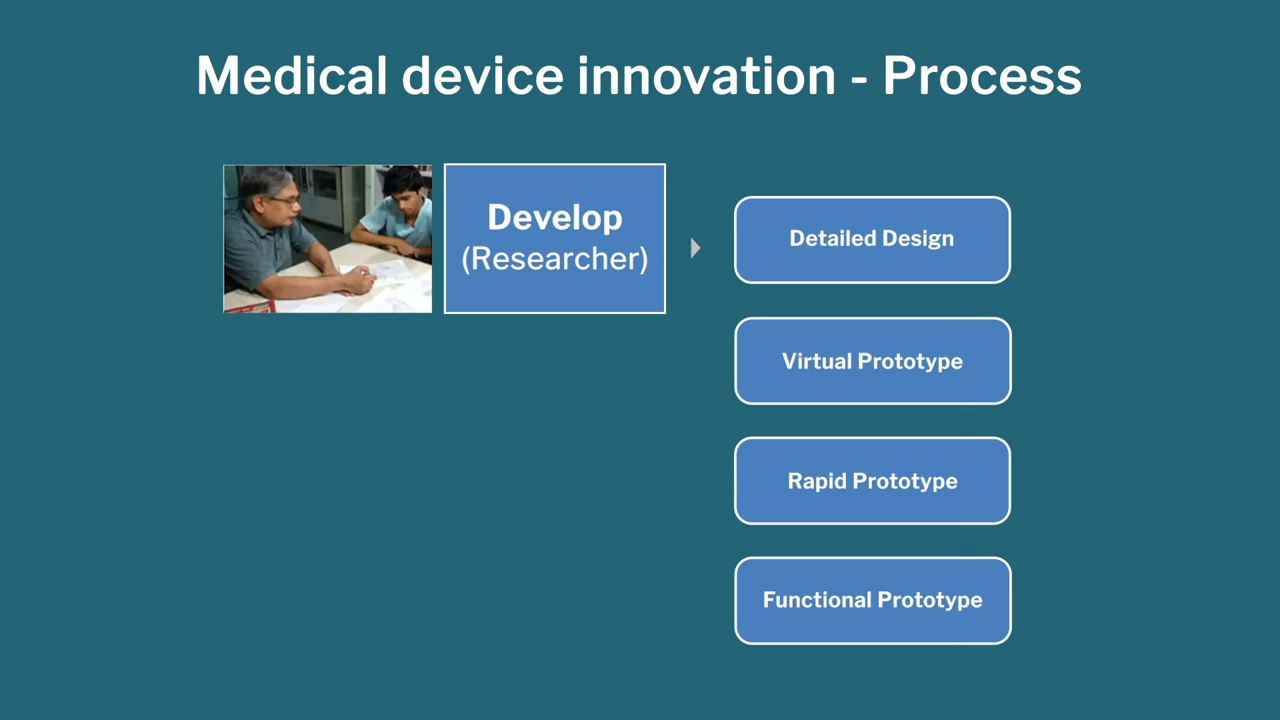 Medical device innovation - Process
Develop
(Researcher)
Detailed Design
Virtual Prototype
Rapid Prototype
Functional Prototype